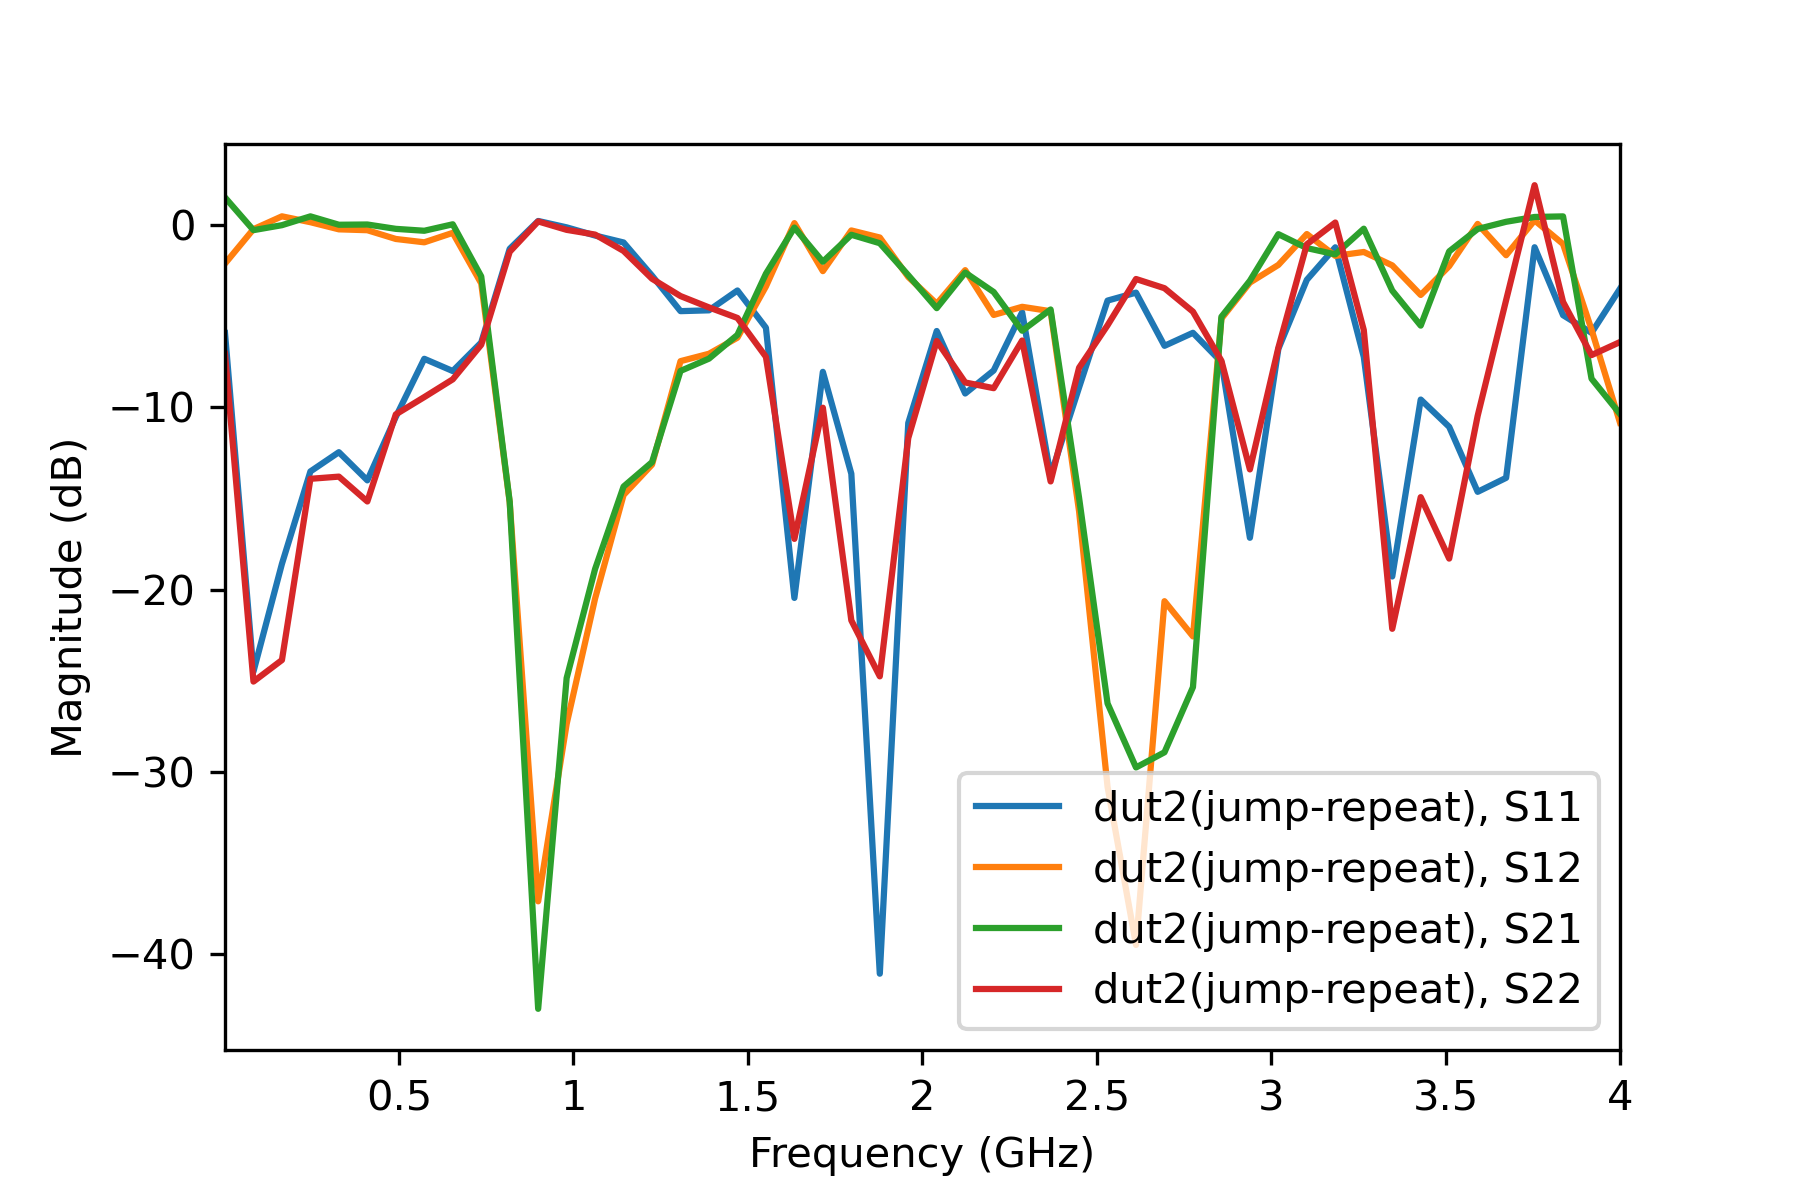 0
−10
−20
−30
−40
Magnitude (dB)
0.5 1 1.5 2 2.5 3 3.5 4
Frequency (GHz)
dut2(jump-repeat), S11
dut2(jump-repeat), S12
dut2(jump-repeat), S21
dut2(jump-repeat), S22